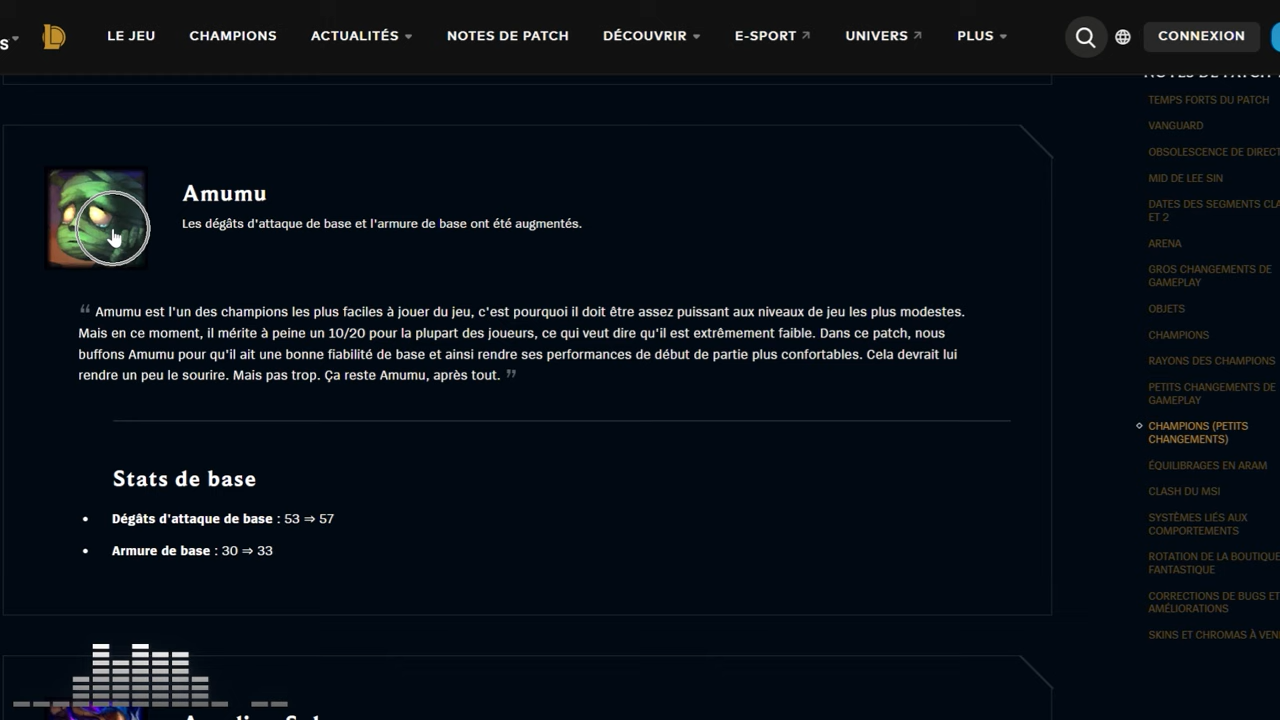 S
LE JEU CHAMPIONS ACTUALITÉS NOTES DE PATCH DÉCOUVRIR E-SPORT UNIVERS PLUS CONNEXION
Amumu
Les dégâts d'attaque de base et l'armure de base ont été augmentés.
“ Amumu est l'un des champions les plus faciles à jouer du jeu, c'est pourquoi il doit être assez puissant aux niveaux de jeu les plus modestes.
Mais en ce moment, il mérite à peine un 10/20 pour la plupart des joueurs, ce qui veut dire qu'il est extrêmement faible. Dans ce patch, nous
buffons Amumu pour qu'il ait une bonne fiabilité de base et ainsi rendre ses performances de début de partie plus confortables. Cela devrait lui
rendre un peu le sourire. Mais pas trop. Ça reste Amumu, après tout. ”
Stats de base
• Dégâts d'attaque de base : 53 ⇒ 57
• Armure de base : 30 ⇒ 33
NOTES DE PATCH
TEMPS FORTS DU PATCH
VANGUARD
OBSOLESCENCE DE DIRECT
MID DE LEE SIN
DATES DES SEGMENTS CLA
ET 2
ARENA
GROS CHANGEMENTS DE
GAMEPLAY
OBJETS
CHAMPIONS
RAYONS DES CHAMPIONS
PETITS CHANGEMENTS DE
GAMEPLAY
CHAMPIONS (PETITS
CHANGEMENTS)
ÉQUILIBRAGES EN ARAM
CLASH DU MSI
SYSTÈMES LIÉS AUX
COMPORTEMENTS
ROTATION DE LA BOUTIQUE
FANTASTIQUE
CORRECTIONS DE BUGS ET
AMÉLIORATIONS
SKINS ET CHROMAS À VENI